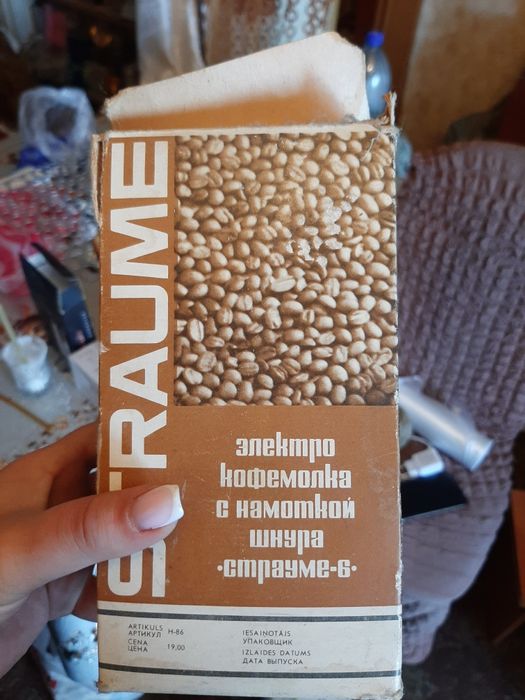 STRAUME
электро
кофемолка
с намоткой
шнура
·страуме-6·
ARTIKULS H-86
АРТИКУЛ
CENA 19,00
ЦЕНА
IESAIŅOTĀJS
УПАКОВЩИК
IZLAIDES DATUMS
ДАТА ВЫПУСКА